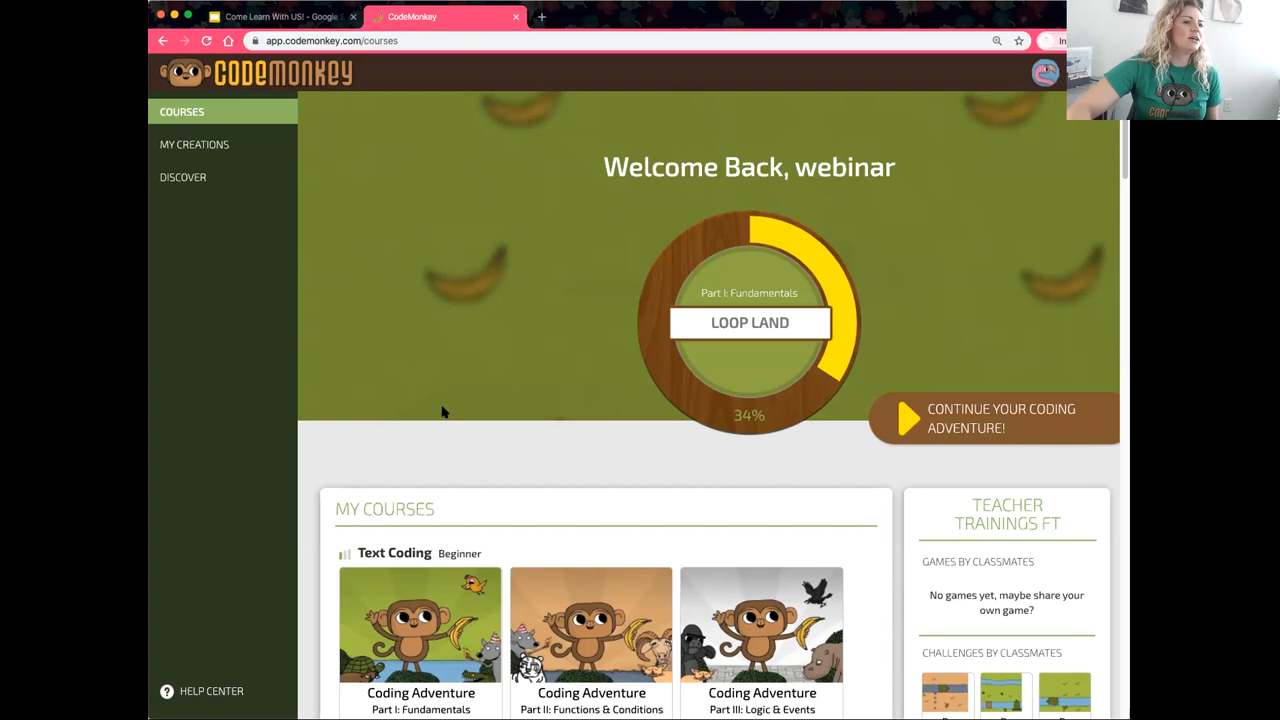 Come Learn With US! - Google
CodeMonkey
app.codemonkey.com/courses
In
CODEMONKEY
COURSES
MY CREATIONS
DISCOVER
Welcome Back, webinar
Part I: Fundamentals
LOOP LAND
34%
CONTINUE YOUR CODING
ADVENTURE!
MY COURSES
Text Coding Beginner
Coding Adventure
Part I: Fundamentals
Coding Adventure
Part II: Functions & Conditions
Coding Adventure
Part III: Logic & Events
TEACHER
TRAININGS FT
GAMES BY CLASSMATES
No games yet, maybe share your
own game?
CHALLENGES BY CLASSMATES
? HELP CENTER